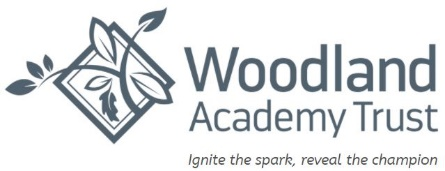 Woodland
Academy Trust
Ignite the spark, reveal the champion